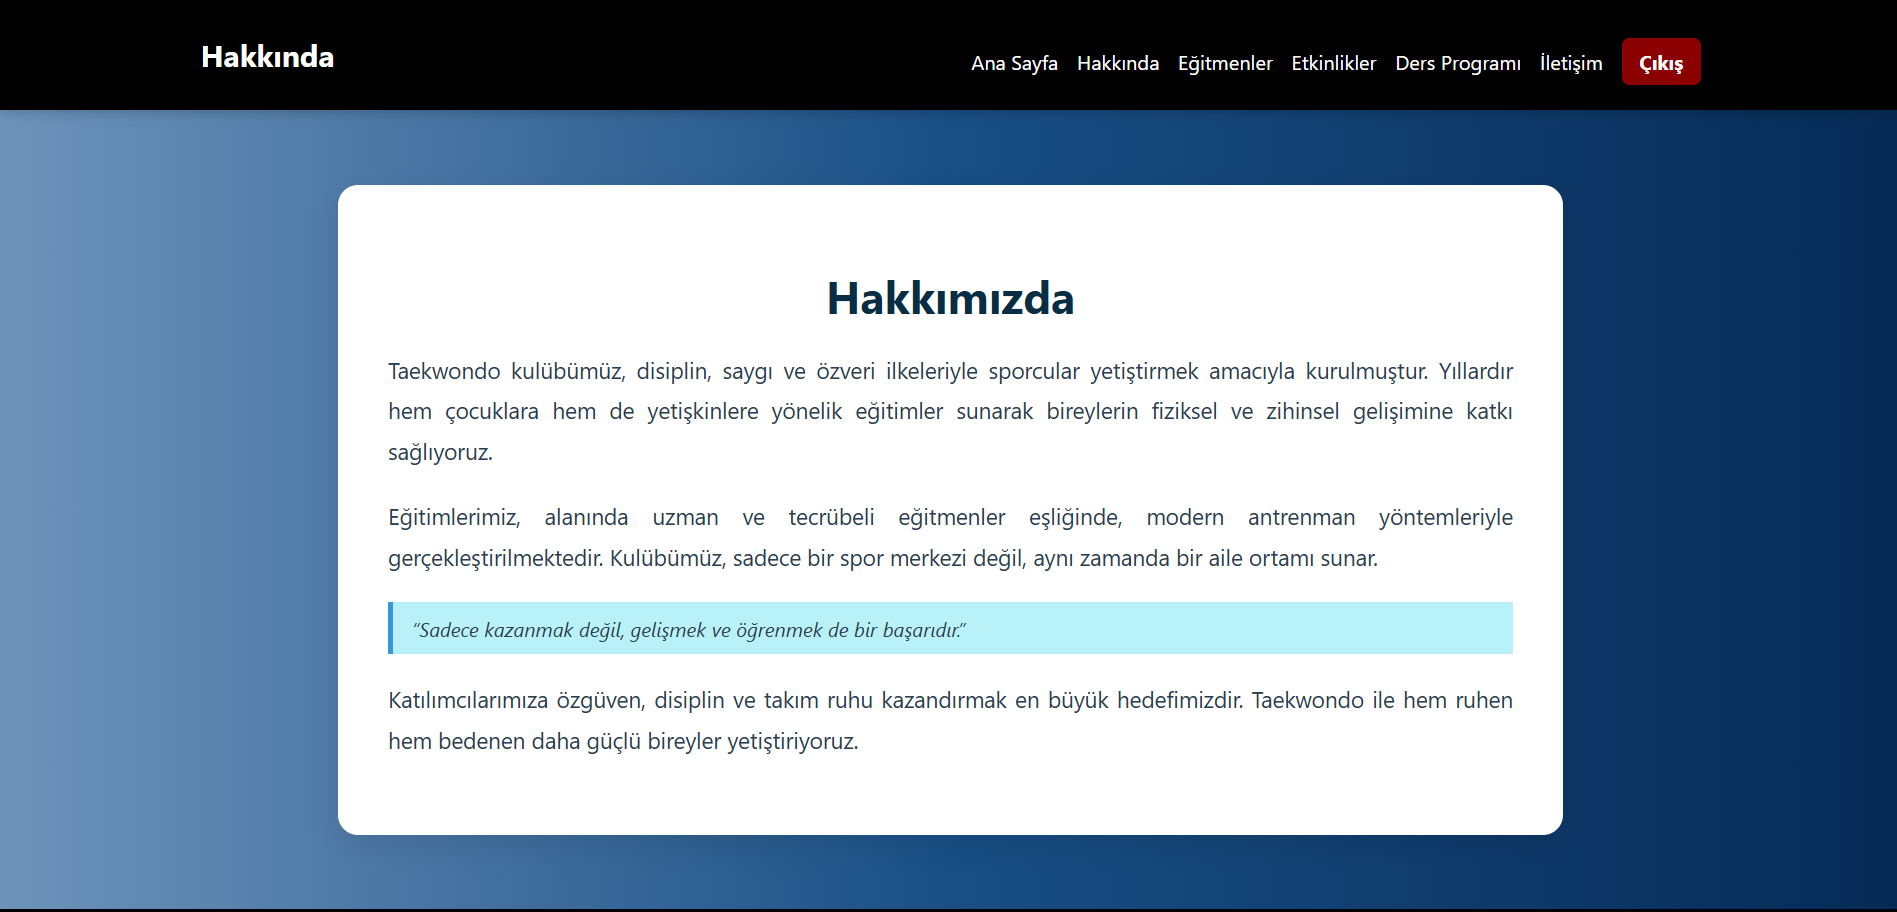 Hakkında
Ana Sayfa Hakkında Eğitmenler Etkinlikler Ders Programı İletişim Çıkış
Hakkımızda
Taekwondo kulübümüz, disiplin, saygı ve özveri ilkeleriyle sporcular yetiştirmek amacıyla kurulmuştur. Yıllardır
hem çocuklara hem de yetişkinlere yönelik eğitimler sunarak bireylerin fiziksel ve zihinsel gelişimine katkı
sağlıyoruz.
Eğitimlerimiz, alanında uzman ve tecrübeli eğitmenler eşliğinde, modern antrenman yöntemleriyle
gerçekleştirilmektedir. Kulübümüz, sadece bir spor merkezi değil, aynı zamanda bir aile ortamı sunar.
“Sadece kazanmak değil, gelişmek ve öğrenmek de bir başarıdır.”
Katılımcılarımıza özgüven, disiplin ve takım ruhu kazandırmak en büyük hedefimizdir. Taekwondo ile hem ruhen
hem bedenen daha güçlü bireyler yetiştiriyoruz.